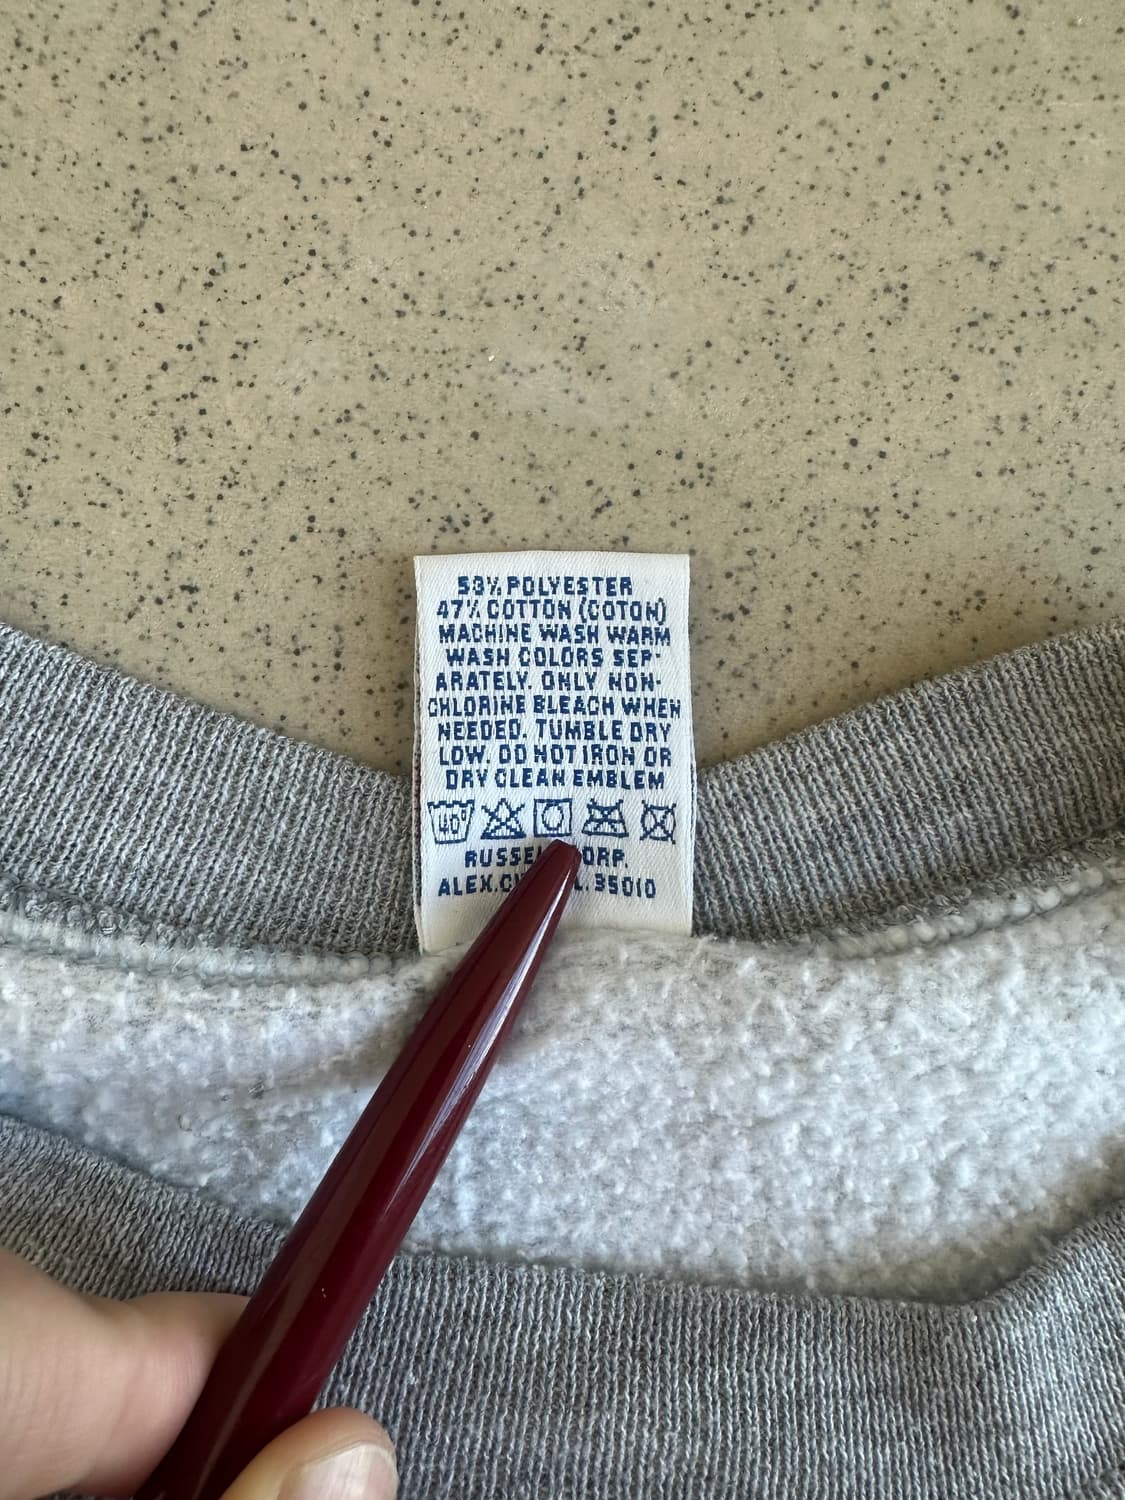 53% POLYESTER
47% COTTON (COTON)
MACHINE WASH WARM
WASH COLORS SEP-
ARATELY. ONLY NON-
CHLORINE BLEACH WHEN
NEEDED. TUMBLE DRY
LOW. DO NOT IRON OR
DRY CLEAN EMBLEM
40°